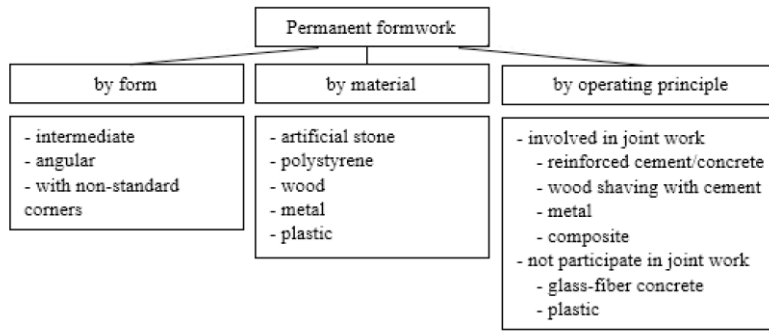 Permanent formwork
by form
- intermediate
- angular
- with non-standard
corners
by material
- artificial stone
- polystyrene
- wood
- metal
- plastic
by operating principle
- involved in joint work
- reinforced cement/concrete
- wood shaving with cement
- metal
- composite
- not participate in joint work
- glass-fiber concrete
- plastic